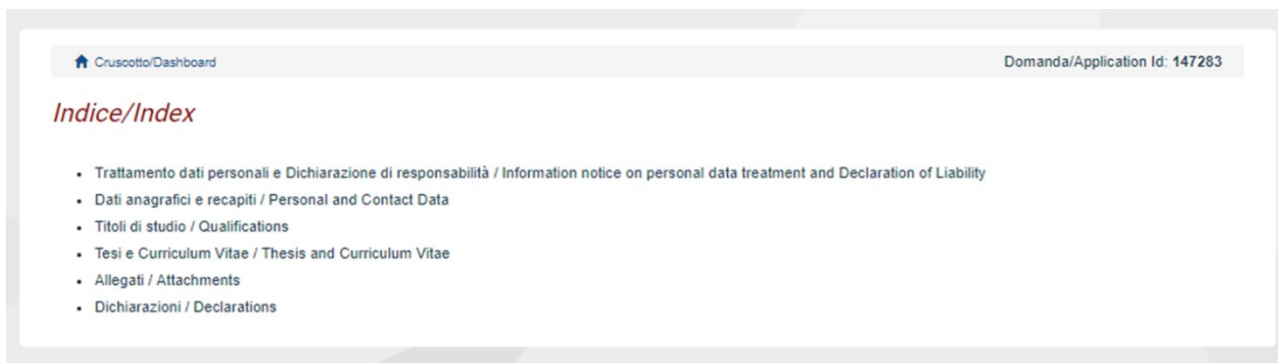 Cruscotto/Dashboard
Domanda/Application Id: 147283
Indice/Index
Trattamento dati personali e Dichiarazione di responsabilità / Information notice on personal data treatment and Declaration of Liability
Dati anagrafici e recapiti / Personal and Contact Data
Titoli di studio / Qualifications
Tesi e Curriculum Vitae / Thesis and Curriculum Vitae
Allegati / Attachments
Dichiarazioni / Declarations